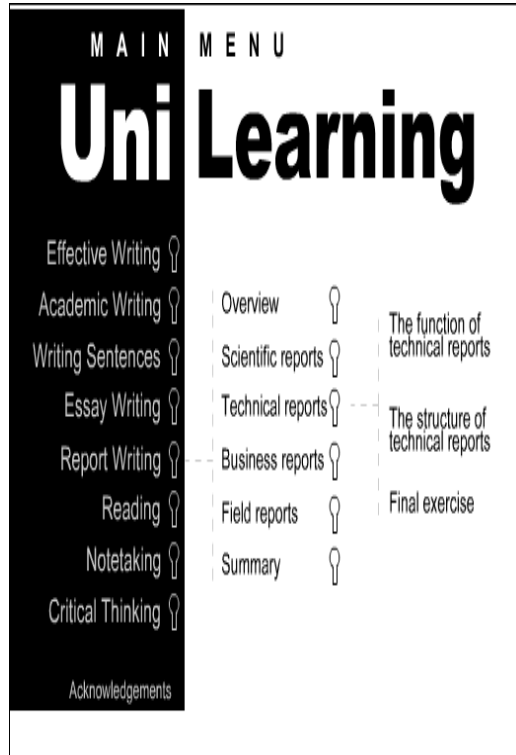 MAIN MENU
Uni Learning
Effective Writing
Academic Writing
Writing Sentences
Essay Writing
Report Writing
Reading
Notetaking
Critical Thinking
Acknowledgements
Overview
Scientific reports
Technical reports
Business reports
Field reports
Summary
The function of
technical reports
The structure of
technical reports
Final exercise